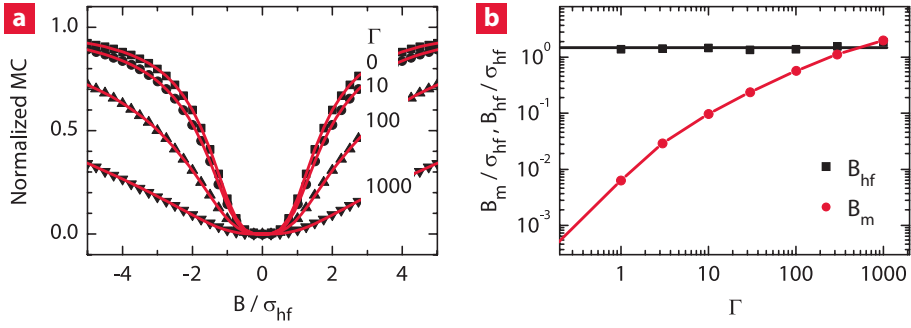 a
Normalized MC
1.0
0.5
0.0
Γ
0
10
100
1000
-4 -2 0 2 4
B / σhf
b
Bm / σhf, Bhf / σhf
10^0
10^-1
10^-2
10^-3
Bhf
Bm
1 10 100 1000
Γ